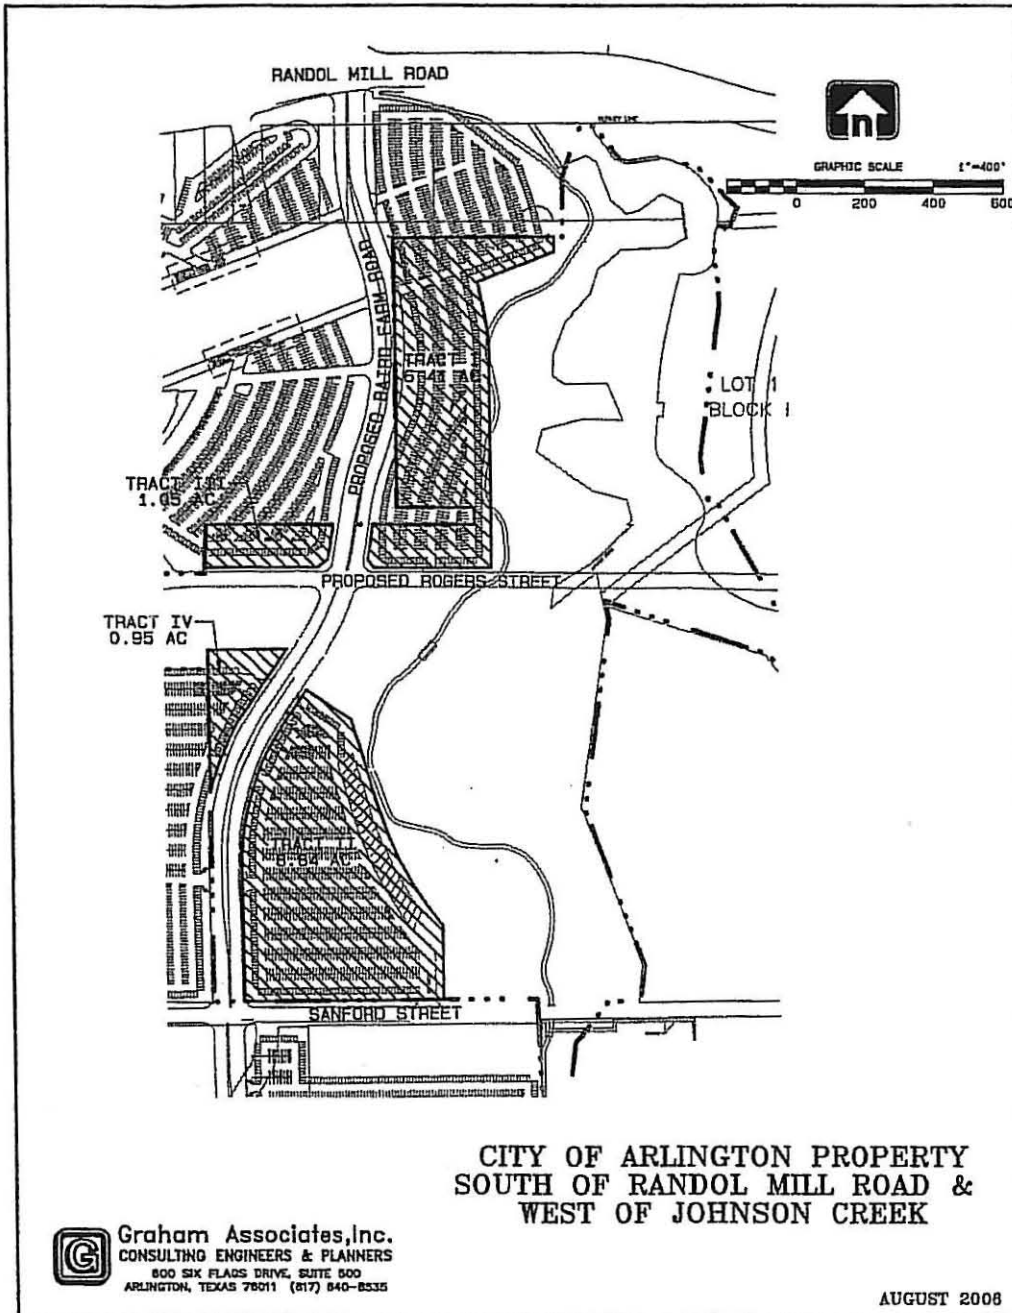 RANDOL MILL ROAD
n
GRAPHIC SCALE 1"=400'
0 200 400 600
PROPOSED BAIRD FARM ROAD
TRACT I
LOT 1
BLOCK 1
TRACT III
1.05 AC
PROPOSED ROGERS STREET
TRACT IV
0.95 AC
TRACT II
8.64 AC
SANFORD STREET
CITY OF ARLINGTON PROPERTY
SOUTH OF RANDOL MILL ROAD &
WEST OF JOHNSON CREEK
G
Graham Associates,Inc.
CONSULTING ENGINEERS & PLANNERS
600 SIX FLAGS DRIVE, SUITE 500
ARLINGTON, TEXAS 76011 (817) 640-8535
AUGUST 2006